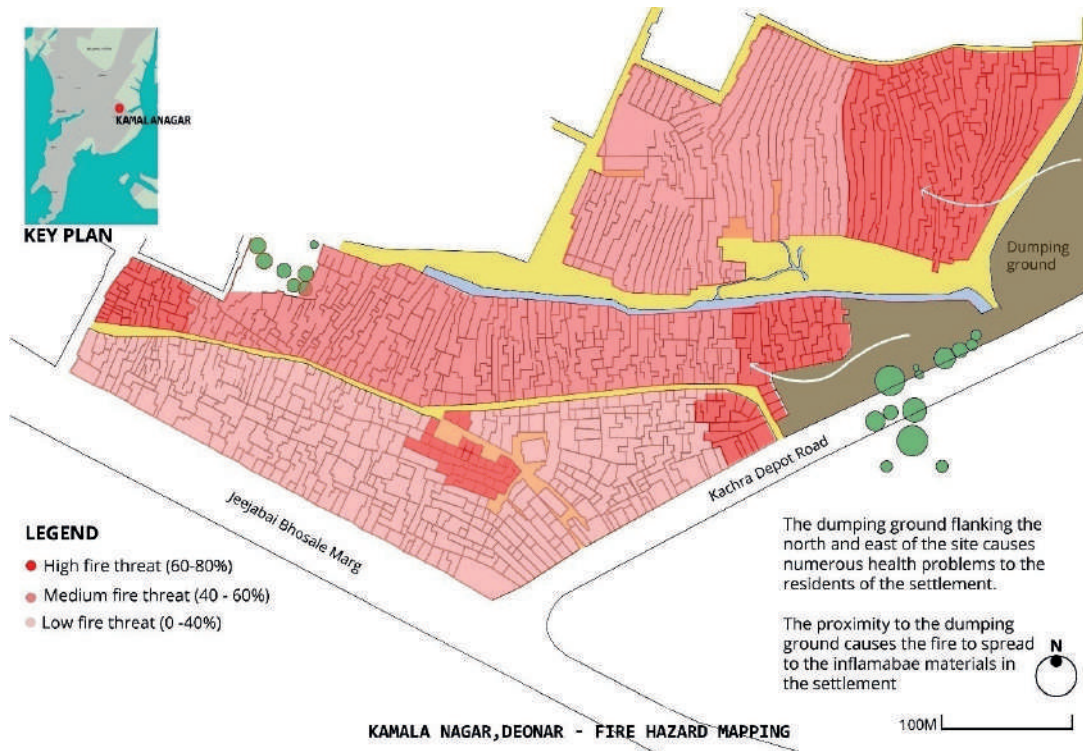 KAMALANAGAR
KEY PLAN
Dumping
ground
Jeejabai Bhosale Marg
Kachra Depot Road
LEGEND
High fire threat (60-80%)
Medium fire threat (40 - 60%)
Low fire threat (0 -40%)
The dumping ground flanking the
north and east of the site causes
numerous health problems to the
residents of the settlement.
The proximity to the dumping
ground causes the fire to spread
to the inflamabae materials in
the settlement
N
100M
KAMALA NAGAR,DEONAR - FIRE HAZARD MAPPING